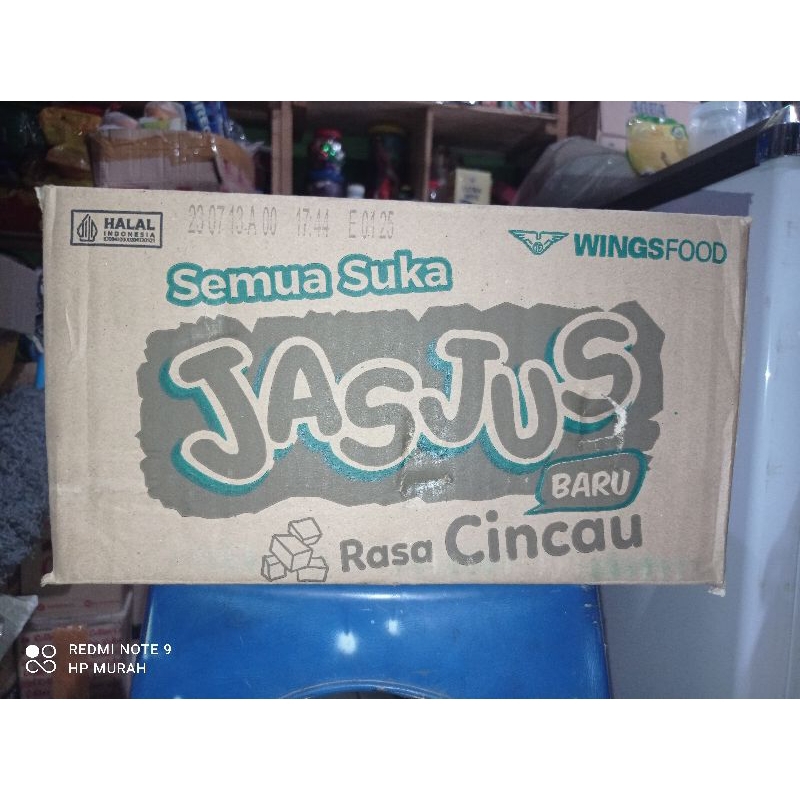 HALAL
INDONESIA
23 07 13.A 00 17:44 E 01 25
WINGSFOOD
Semua Suka
JASJUS
BARU
Rasa Cincau
REDMI NOTE 9
HP MURAH